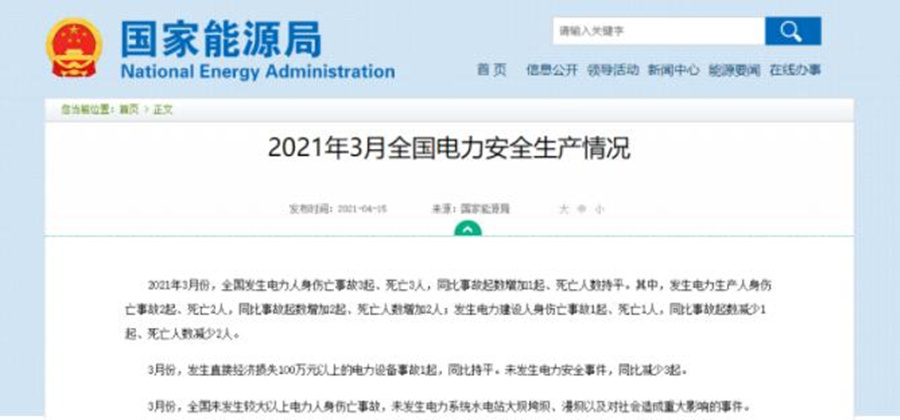 国家能源局
National Energy Administration
请输入关键字
首页 信息公开 领导活动 新闻中心 能源要闻 在线办事
您当前位置：首页 > 正文
2021年3月全国电力安全生产情况
发布时间：2021-04-15 来源：国家能源局 大 中 小
2021年3月份，全国发生电力人身伤亡事故3起、死亡3人，同比事故起数增加1起、死亡人数持平。其中，发生电力生产人身伤
亡事故2起、死亡2人，同比事故起数增加2起、死亡人数增加2人；发生电力建设人身伤亡事故1起、死亡1人，同比事故起数减少1
起、死亡人数减少2人。
3月份，发生直接经济损失100万元以上的电力设备事故1起，同比持平。未发生电力安全事件，同比减少3起。
3月份，全国未发生较大以上电力人身伤亡事故，未发生电力系统水电站大坝垮坝、漫坝以及对社会造成重大影响的事件。